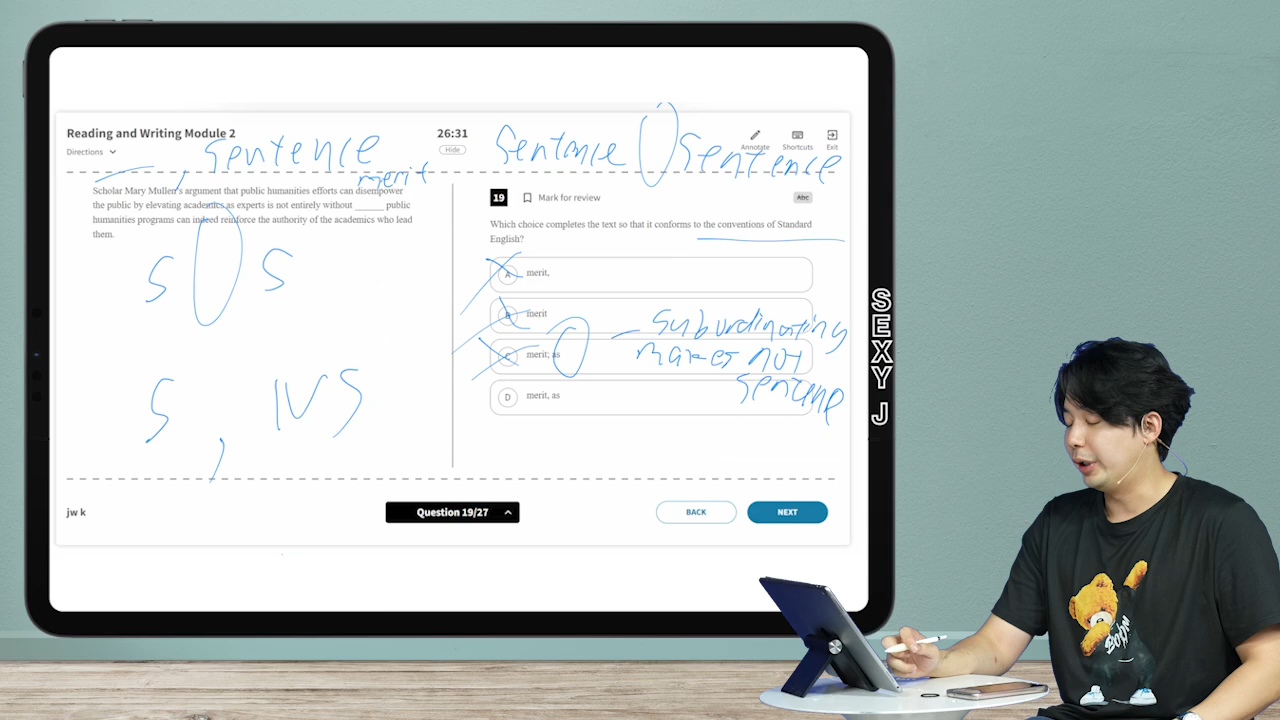 Reading and Writing Module 2
Directions
26:31
Hide
Annotate
Shortcuts
Exit
sentence
merit
Sentence
sentence
Scholar Mary Mullen's argument that public humanities efforts can disempower
the public by elevating academics as experts is not entirely without ______ public
humanities programs can indeed reinforce the authority of the academics who lead
them.
S
S
S
, IVS
19
Mark for review
Abc
Which choice completes the text so that it conforms to the conventions of Standard
English?
A
merit,
B
merit
C
merit; as
D
merit, as
Subordinating
makes not
sentence
jw k
Question 19/27
BACK
NEXT
SEXY J